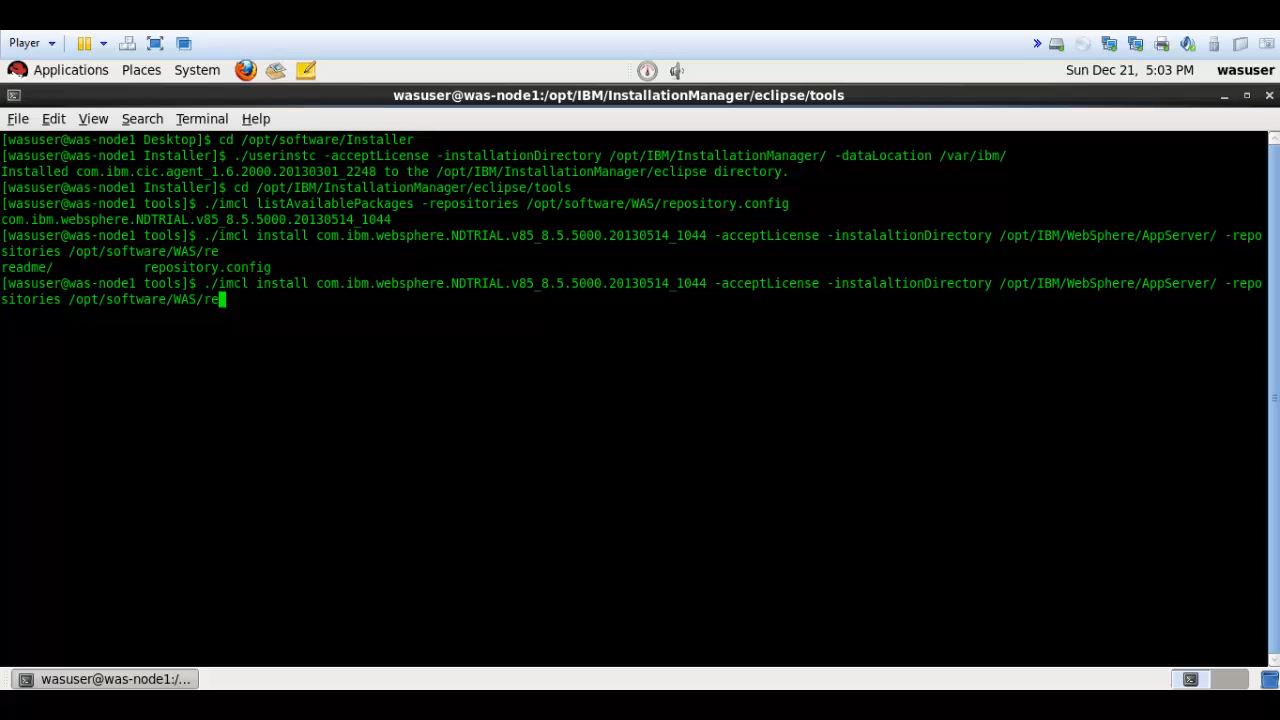 Player
Applications Places System Sun Dec 21, 5:03 PM wasuser
wasuser@was-node1:/opt/IBM/InstallationManager/eclipse/tools
File Edit View Search Terminal Help
[wasuser@was-node1 Desktop]$ cd /opt/software/Installer
[wasuser@was-node1 Installer]$ ./userinstc -acceptLicense -installationDirectory /opt/IBM/InstallationManager/ -dataLocation /var/ibm/
Installed com.ibm.cic.agent_1.6.2000.20130301_2248 to the /opt/IBM/InstallationManager/eclipse directory.
[wasuser@was-node1 Installer]$ cd /opt/IBM/InstallationManager/eclipse/tools
[wasuser@was-node1 tools]$ ./imcl listAvailablePackages -repositories /opt/software/WAS/repository.config
com.ibm.websphere.NDTRIAL.v85_8.5.5000.20130514_1044
[wasuser@was-node1 tools]$ ./imcl install com.ibm.websphere.NDTRIAL.v85_8.5.5000.20130514_1044 -acceptLicense -instalaltionDirectory /opt/IBM/WebSphere/AppServer/ -repo
sitories /opt/software/WAS/re
readme/ repository.config
[wasuser@was-node1 tools]$ ./imcl install com.ibm.websphere.NDTRIAL.v85_8.5.5000.20130514_1044 -acceptLicense -instalaltionDirectory /opt/IBM/WebSphere/AppServer/ -repo
sitories /opt/software/WAS/re
wasuser@was-node1:/...